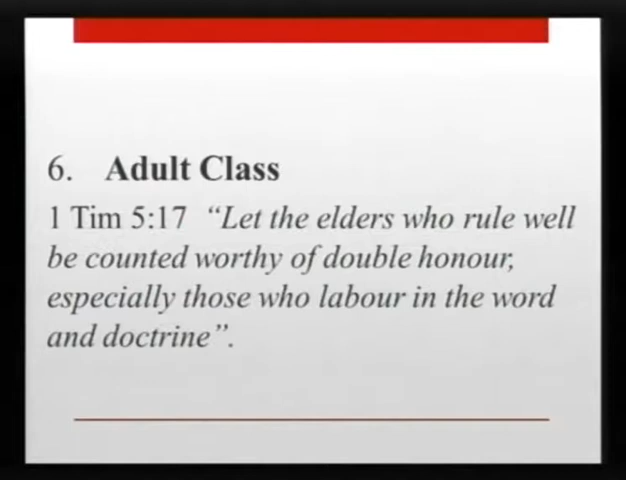 6. Adult Class
1 Tim 5:17 “Let the elders who rule well
be counted worthy of double honour,
especially those who labour in the word
and doctrine”.